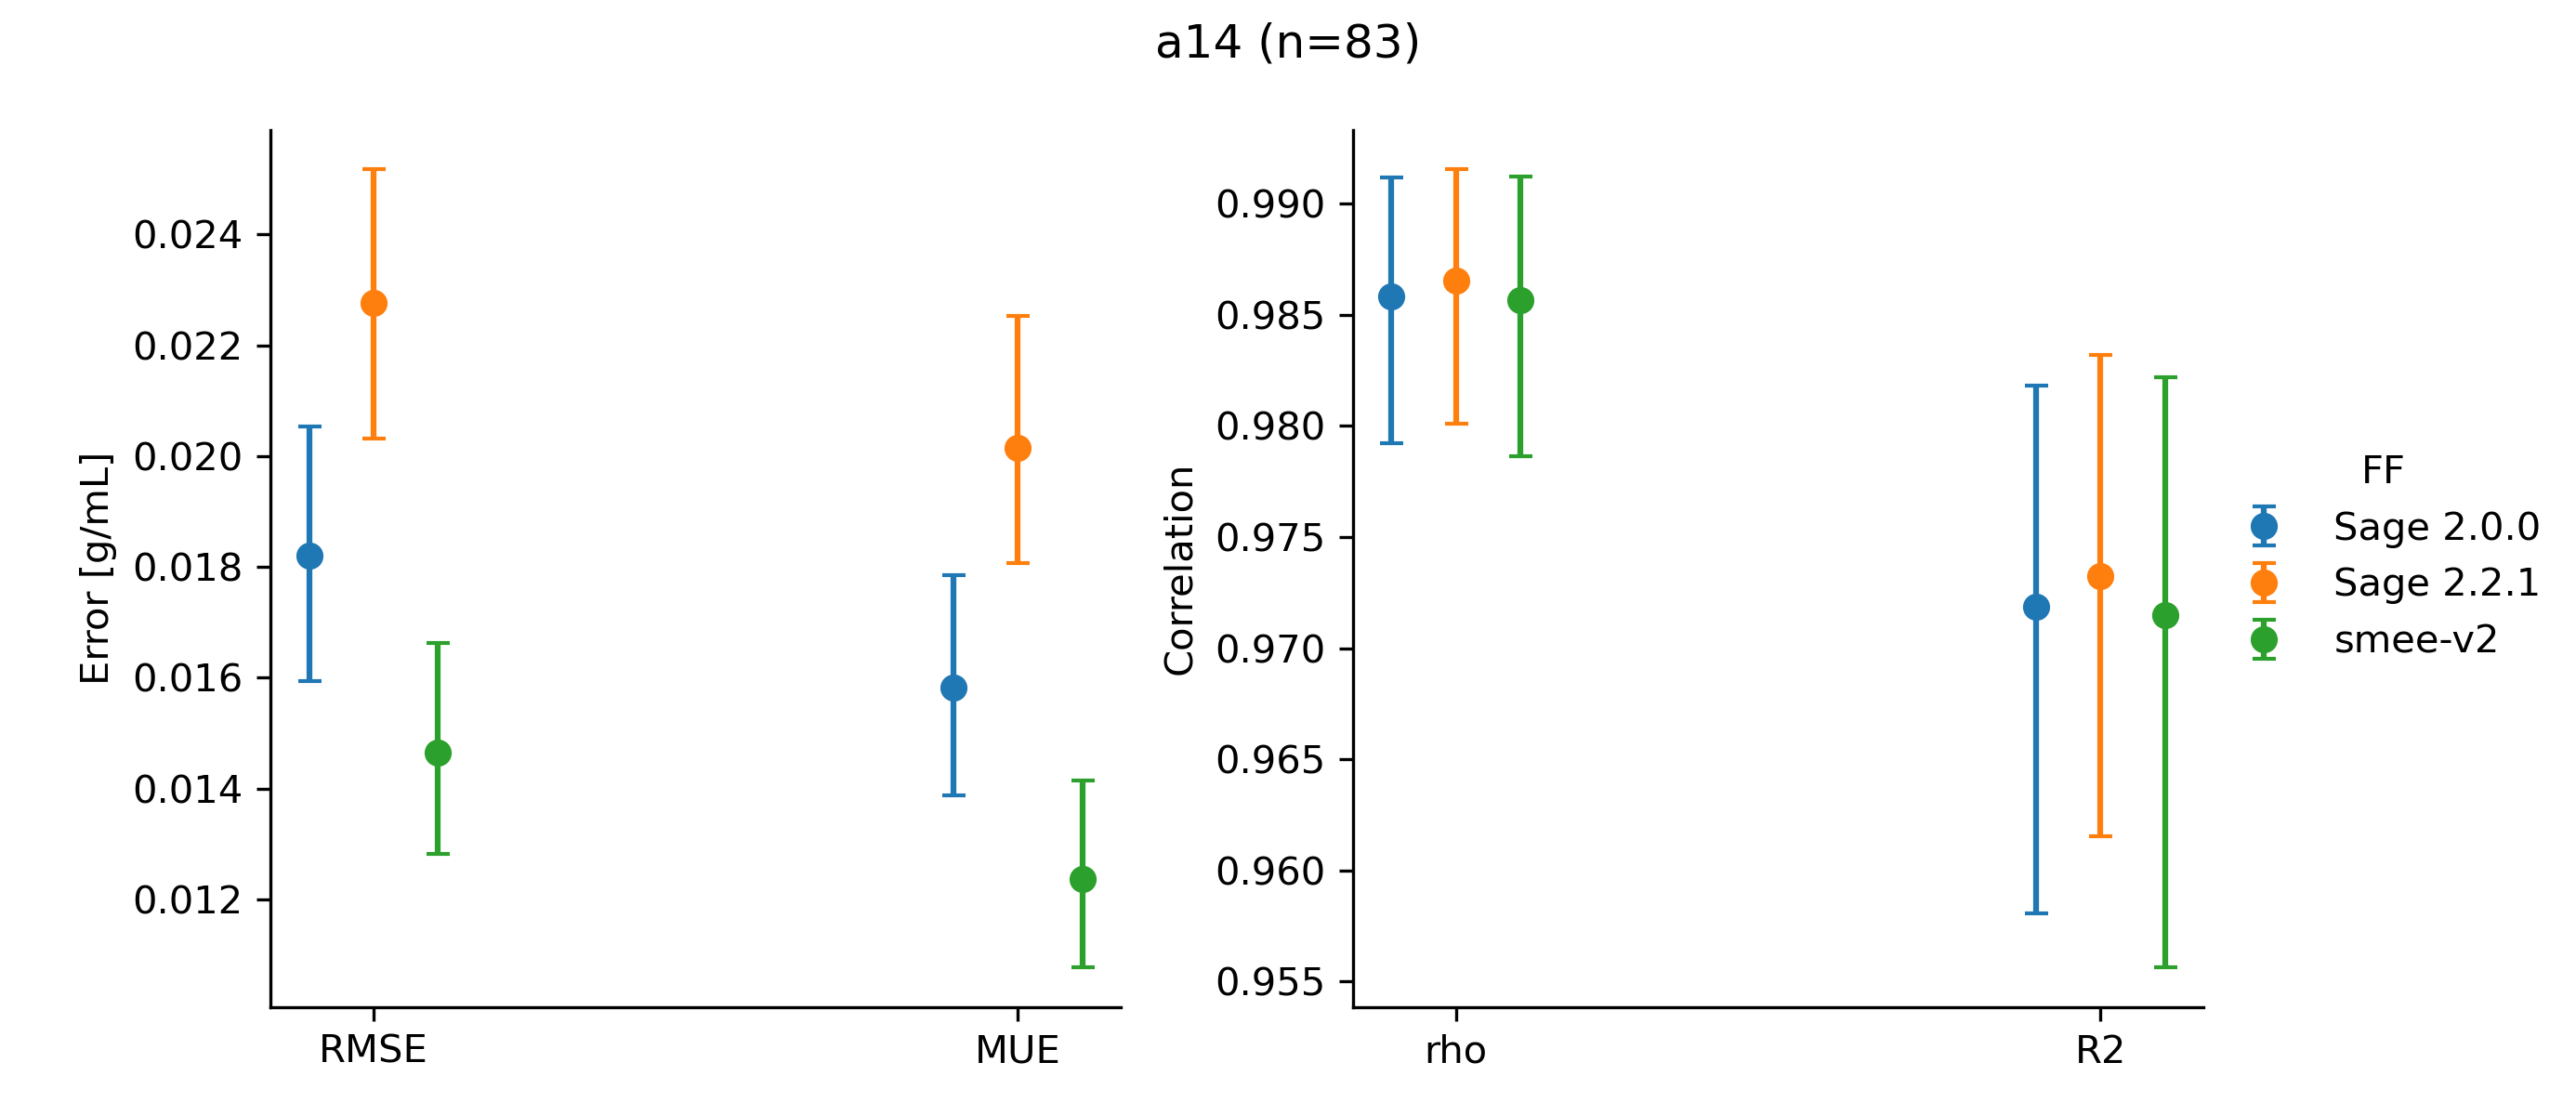 a14 (n=83)
Error [g/mL]
0.024
0.022
0.020
0.018
0.016
0.014
0.012
RMSE
MUE
Correlation
0.990
0.985
0.980
0.975
0.970
0.965
0.960
0.955
rho
R2
FF
Sage 2.0.0
Sage 2.2.1
smee-v2